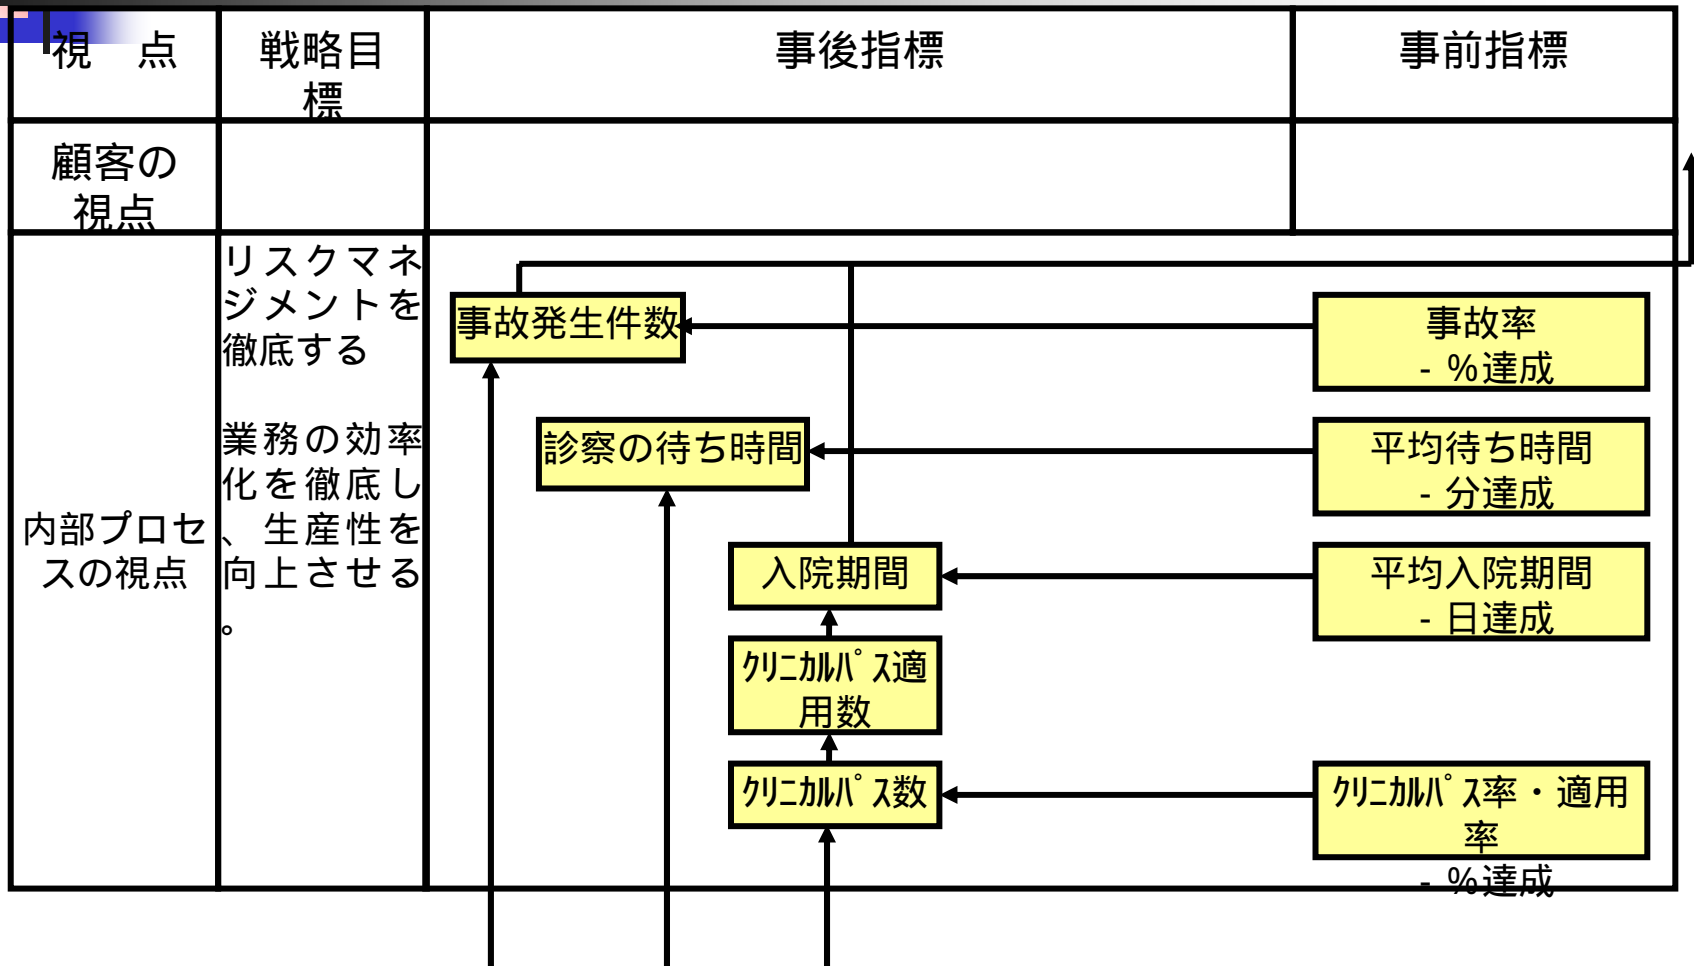 視　点
戦略目
標
事後指標
事前指標
顧客の
視点
内部プロセ
スの視点
リスクマネ
ジメントを
徹底する
業務の効率
化を徹底し
、生産性を
向上させる
。
事故発生件数
事故率
- %達成
診察の待ち時間
平均待ち時間
- 分達成
入院期間
平均入院期間
- 日達成
ｸﾘﾆｶﾙﾊﾟｽ適
用数
ｸﾘﾆｶﾙﾊﾟｽ数
ｸﾘﾆｶﾙﾊﾟｽ率・適用
率
- %達成